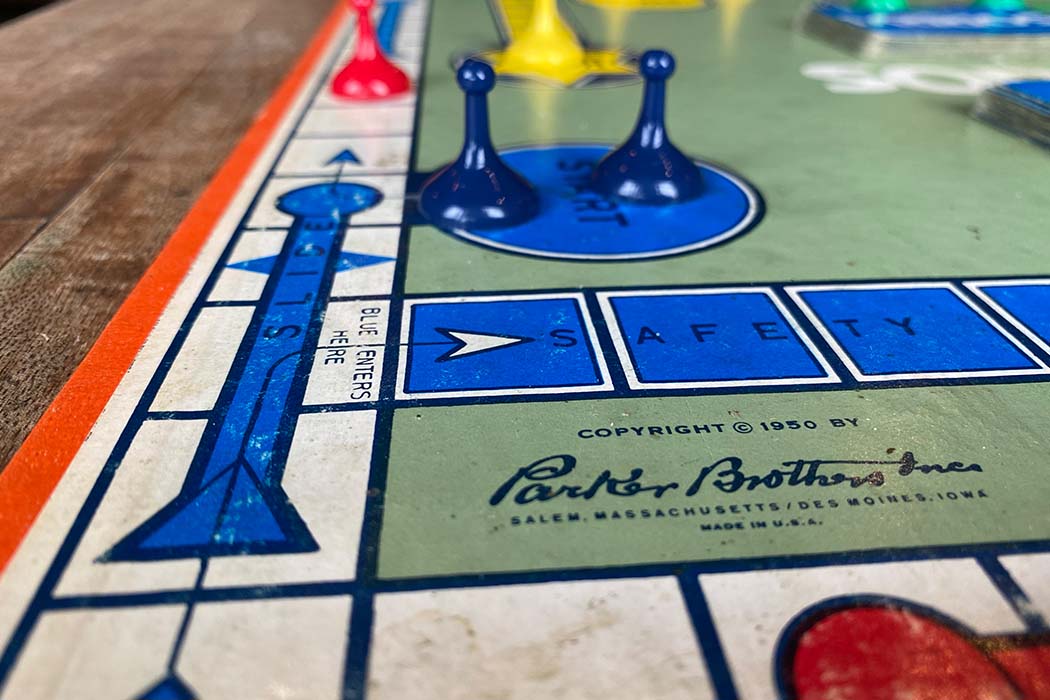 START
SLIDE
BLUE ENTERS
HERE
SAFETY
COPYRIGHT © 1950 BY
Parker Brothers Inc
SALEM, MASSACHUSETTS / DES MOINES, IOWA
MADE IN U.S.A.